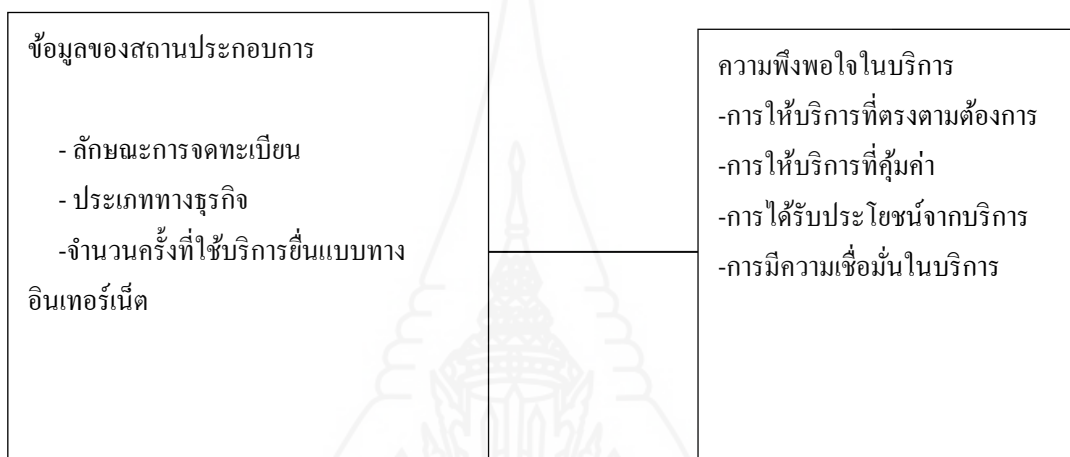 ข้อมูลของสถานประกอบการ
- ลักษณะการจดทะเบียน
- ประเภททางธุรกิจ
-จำนวนครั้งที่ใช้บริการยื่นแบบทาง
อินเทอร์เน็ต
ความพึงพอใจในบริการ
-การให้บริการที่ตรงตามต้องการ
-การให้บริการที่คุ้มค่า
-การได้รับประโยชน์จากบริการ
-การมีความเชื่อมั่นในบริการ